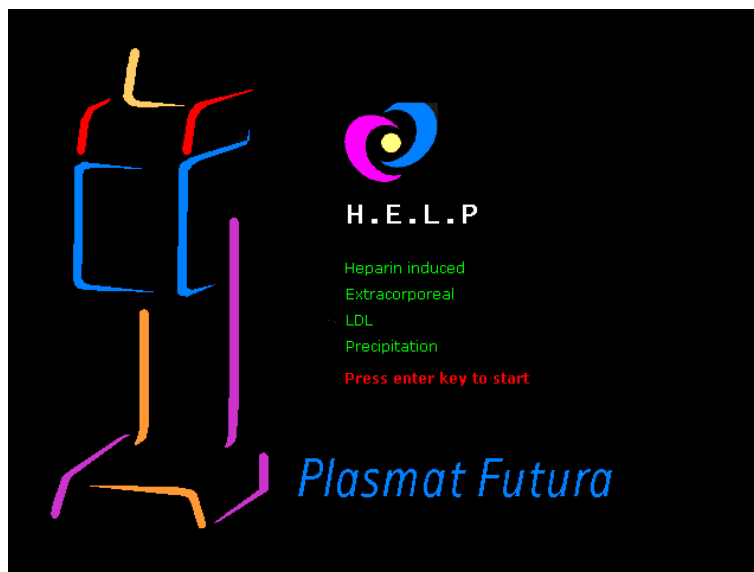 H.E.L.P
Heparin induced
Extracorporeal
LDL
Precipitation
Press enter key to start
Plasmat Futura